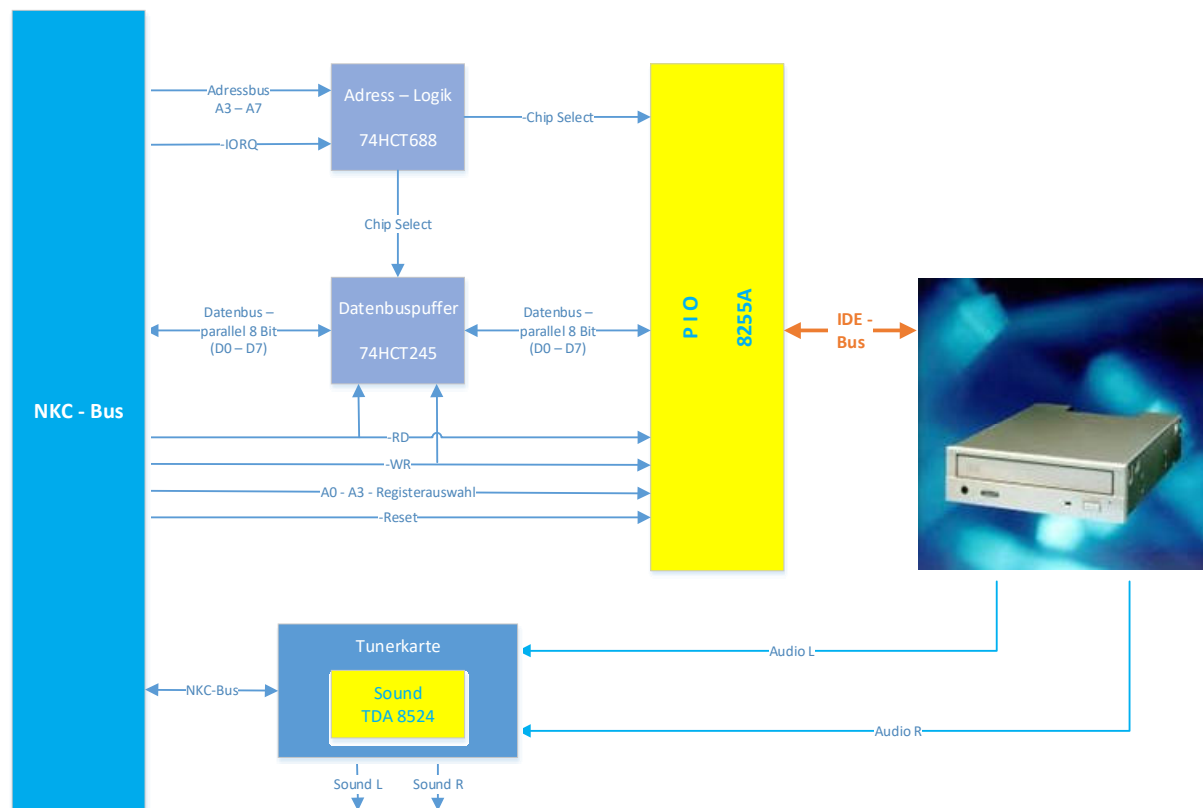 Adressbus
A3 – A7
-IORQ
Adress – Logik
74HCT688
-Chip Select
Chip Select
Datenbus –
parallel 8 Bit
(D0 – D7)
Datenbuspuffer
74HCT245
Datenbus –
parallel 8 Bit
(D0 – D7)
P I O
8255A
IDE -
Bus
NKC - Bus
-RD
-WR
A0 - A3 - Registerauswahl
-Reset
Tunerkarte
Audio L
NKC-Bus
Sound
TDA 8524
Audio R
Sound L
Sound R